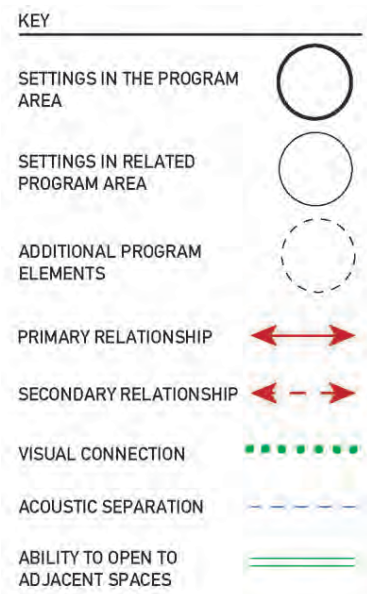 KEY
SETTINGS IN THE PROGRAM
AREA
SETTINGS IN RELATED
PROGRAM AREA
ADDITIONAL PROGRAM
ELEMENTS
PRIMARY RELATIONSHIP
SECONDARY RELATIONSHIP
VISUAL CONNECTION
ACOUSTIC SEPARATION
ABILITY TO OPEN TO
ADJACENT SPACES